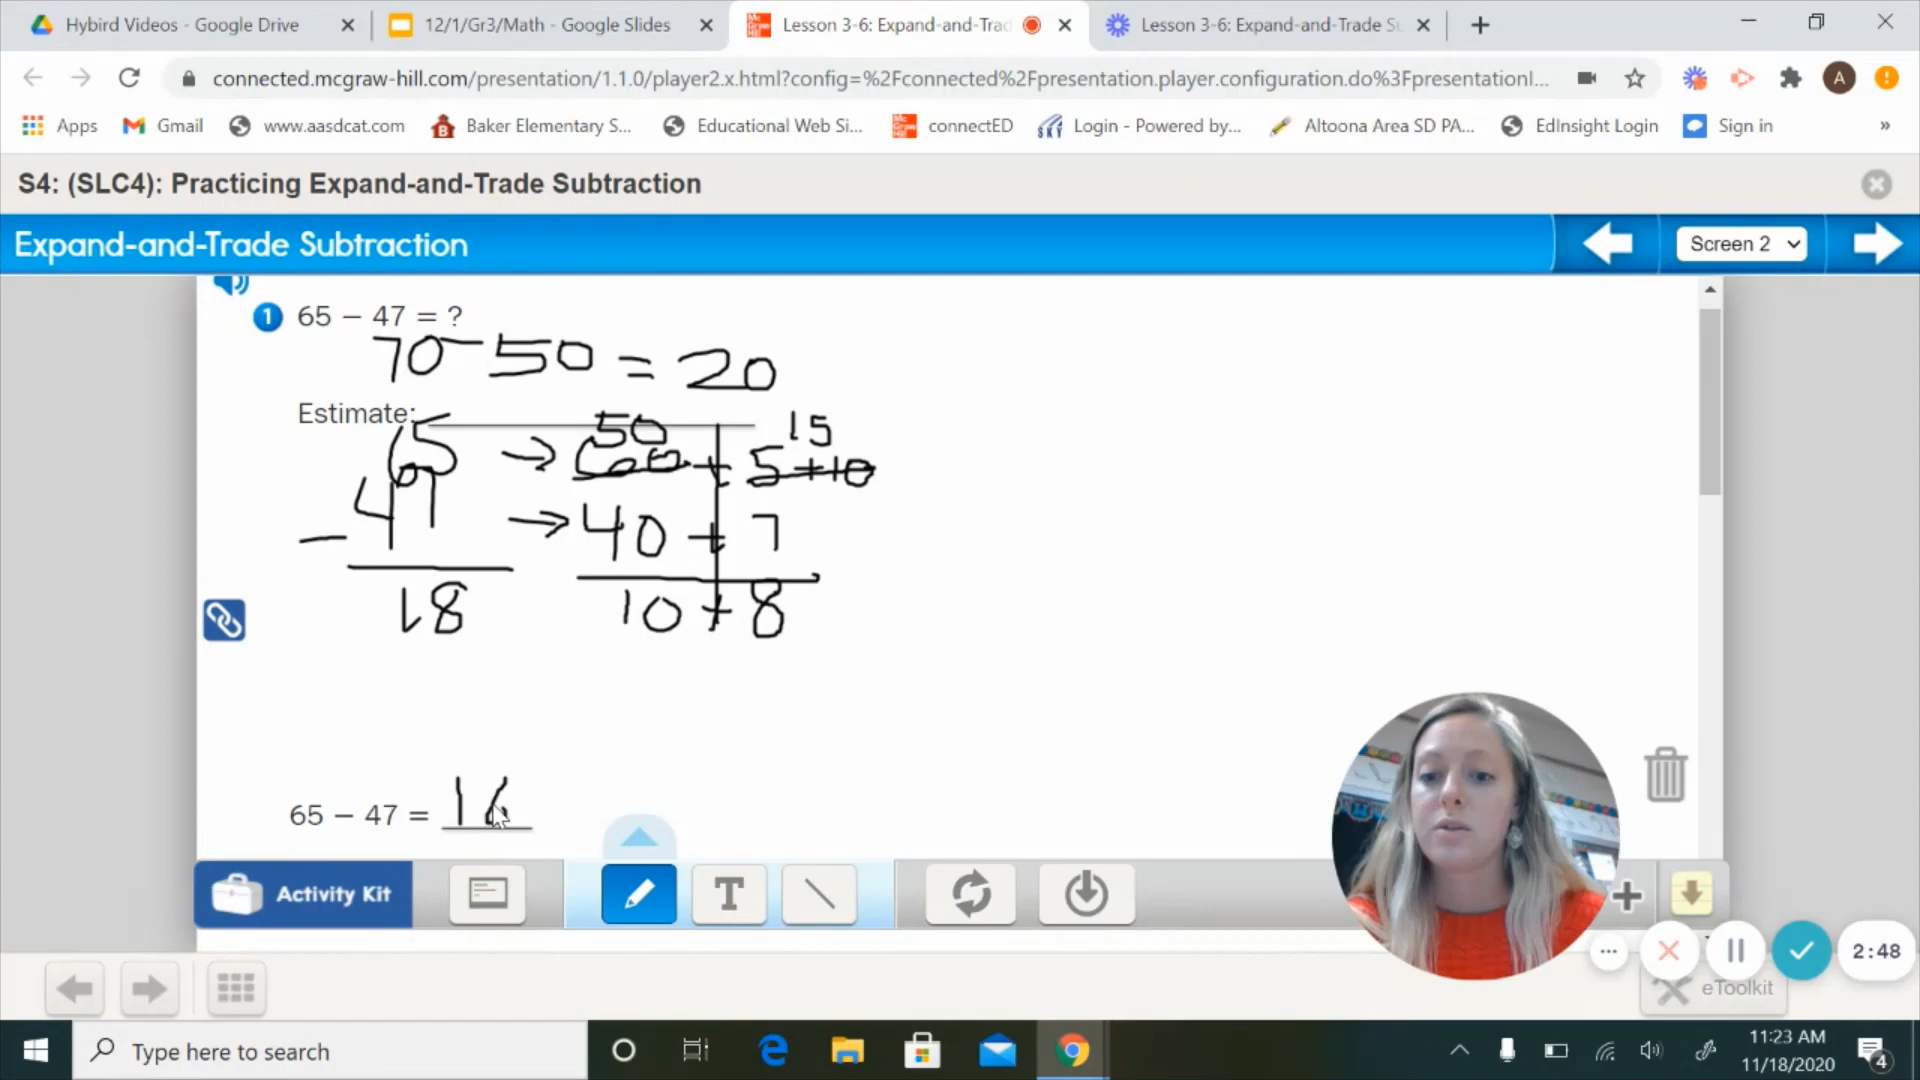 Hybird Videos - Google Drive
12/1/Gr3/Math - Google Slides
Lesson 3-6: Expand-and-Trad
Lesson 3-6: Expand-and-Trade Su
connected.mcgraw-hill.com/presentation/1.1.0/player2.x.html?config=%2Fconnected%2Fpresentation.player.configuration.do%3FpresentationI...
A
Apps Gmail www.aasdcat.com Baker Elementary S... Educational Web Si... connectED Login - Powered by... Altoona Area SD PA... EdInsight Login Sign in »
S4: (SLC4): Practicing Expand-and-Trade Subtraction
Expand-and-Trade Subtraction
Screen 2
1 65 − 47 = ?
70 - 50 = 20
Estimate:
50 15
65 → 60 + 5 +10
- 47 → 40 + 7
18 10 + 8
65 − 47 =
Activity Kit
T
2:48
eToolkit
Type here to search
11:23 AM
11/18/2020
4